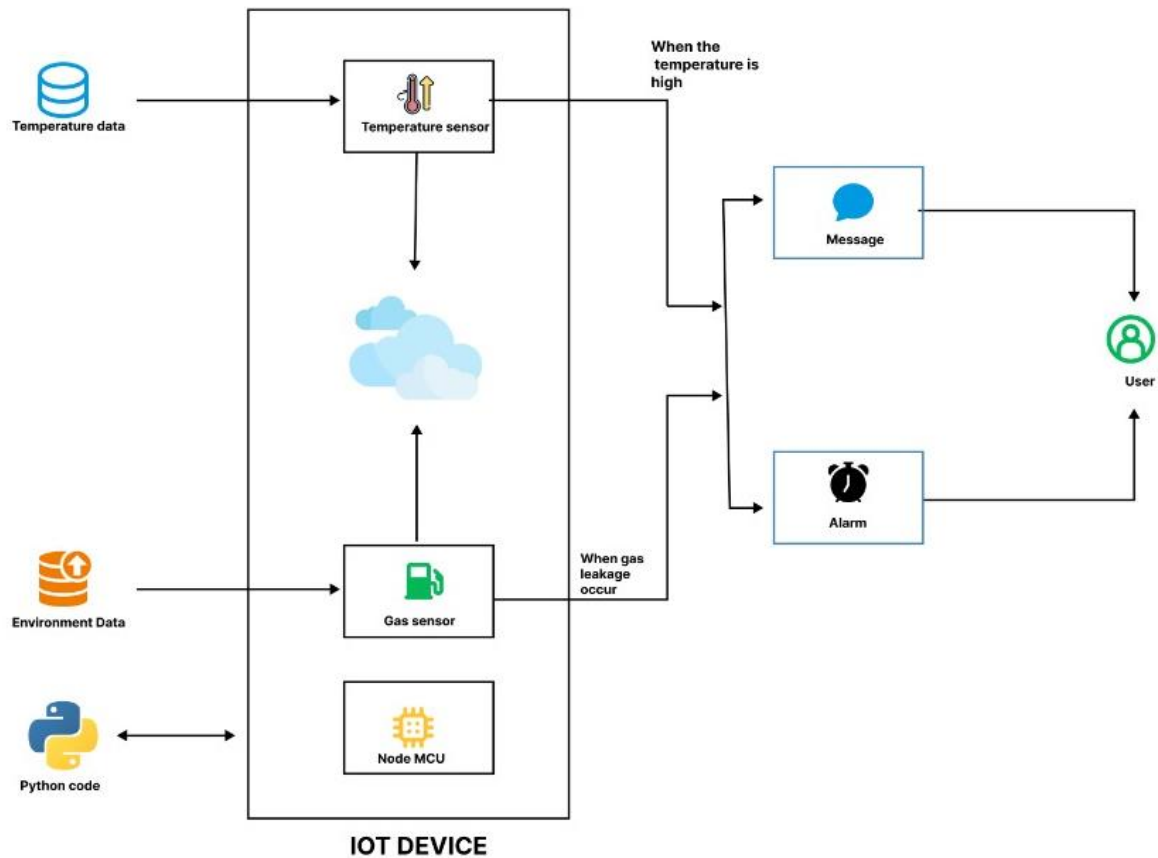 When the
temperature is
high
Temperature data
Temperature sensor
Message
User
Alarm
When gas
leakage
occur
Environment Data
Gas sensor
Node MCU
Python code
IOT DEVICE